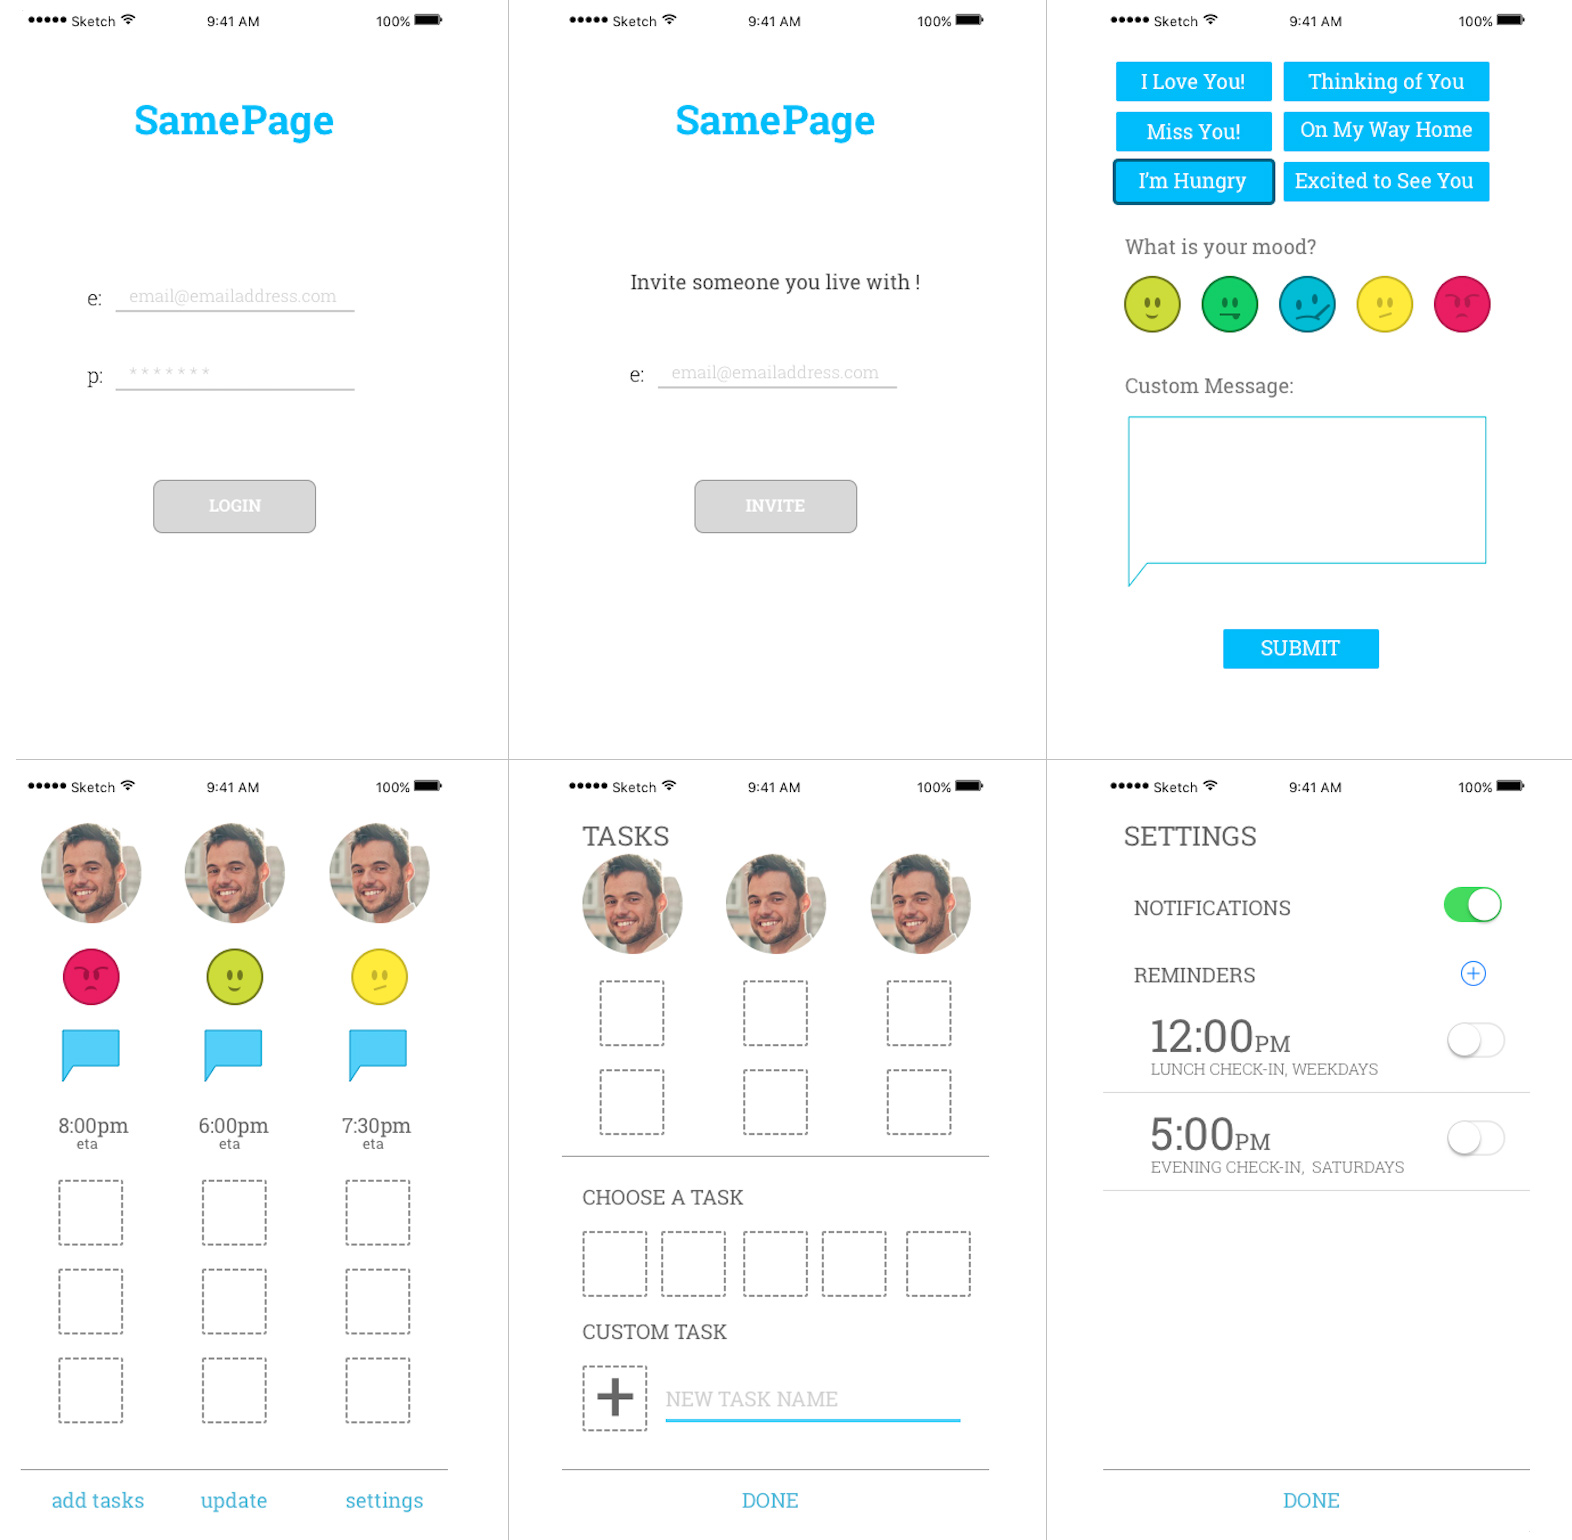 Sketch 9:41 AM 100%
SamePage
e: email@emailaddress.com
p: *******
LOGIN
Sketch 9:41 AM 100%
SamePage
Invite someone you live with !
e: email@emailaddress.com
INVITE
Sketch 9:41 AM 100%
I Love You! Thinking of You
Miss You! On My Way Home
I'm Hungry Excited to See You
What is your mood?
Custom Message:
SUBMIT
Sketch 9:41 AM 100%
8:00pm 6:00pm 7:30pm
eta eta eta
add tasks update settings
Sketch 9:41 AM 100%
TASKS
CHOOSE A TASK
CUSTOM TASK
+ NEW TASK NAME
DONE
Sketch 9:41 AM 100%
SETTINGS
NOTIFICATIONS
REMINDERS
12:00PM
LUNCH CHECK-IN, WEEKDAYS
5:00PM
EVENING CHECK-IN, SATURDAYS
DONE